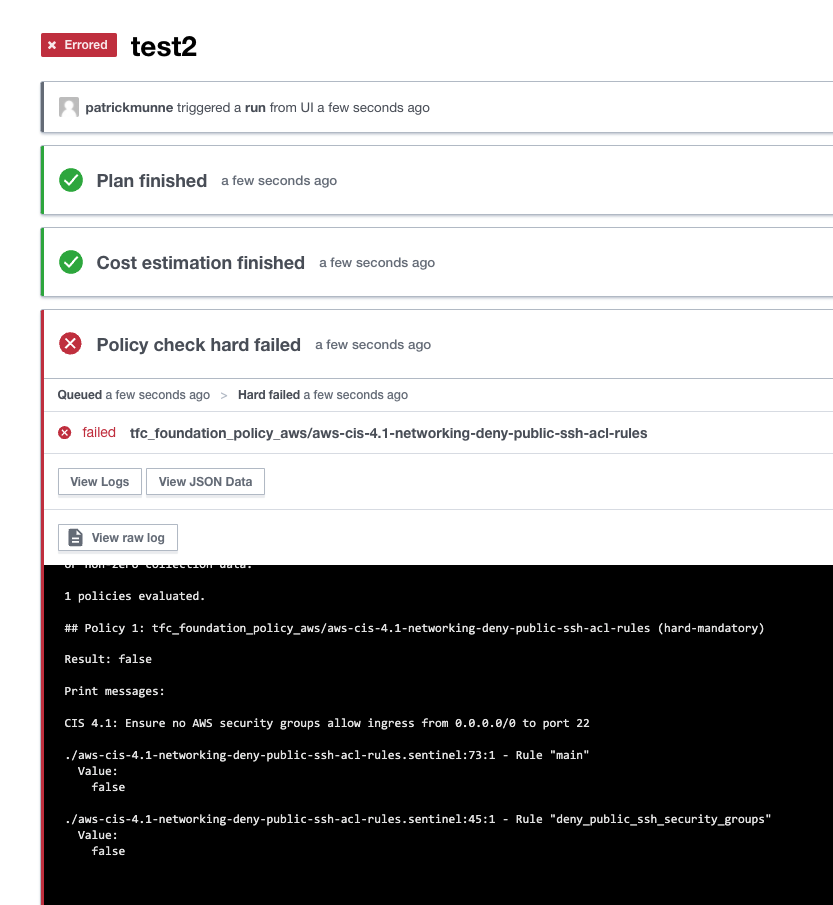 Errored test2
patrickmunne triggered a run from UI a few seconds ago
Plan finished a few seconds ago
Cost estimation finished a few seconds ago
Policy check hard failed a few seconds ago
Queued a few seconds ago > Hard failed a few seconds ago
failed tfc_foundation_policy_aws/aws-cis-4.1-networking-deny-public-ssh-acl-rules
View Logs View JSON Data
View raw log
or non-zero collection data.
1 policies evaluated.
## Policy 1: tfc_foundation_policy_aws/aws-cis-4.1-networking-deny-public-ssh-acl-rules (hard-mandatory)
Result: false
Print messages:
CIS 4.1: Ensure no AWS security groups allow ingress from 0.0.0.0/0 to port 22
./aws-cis-4.1-networking-deny-public-ssh-acl-rules.sentinel:73:1 - Rule "main"
Value:
false
./aws-cis-4.1-networking-deny-public-ssh-acl-rules.sentinel:45:1 - Rule "deny_public_ssh_security_groups"
Value:
false